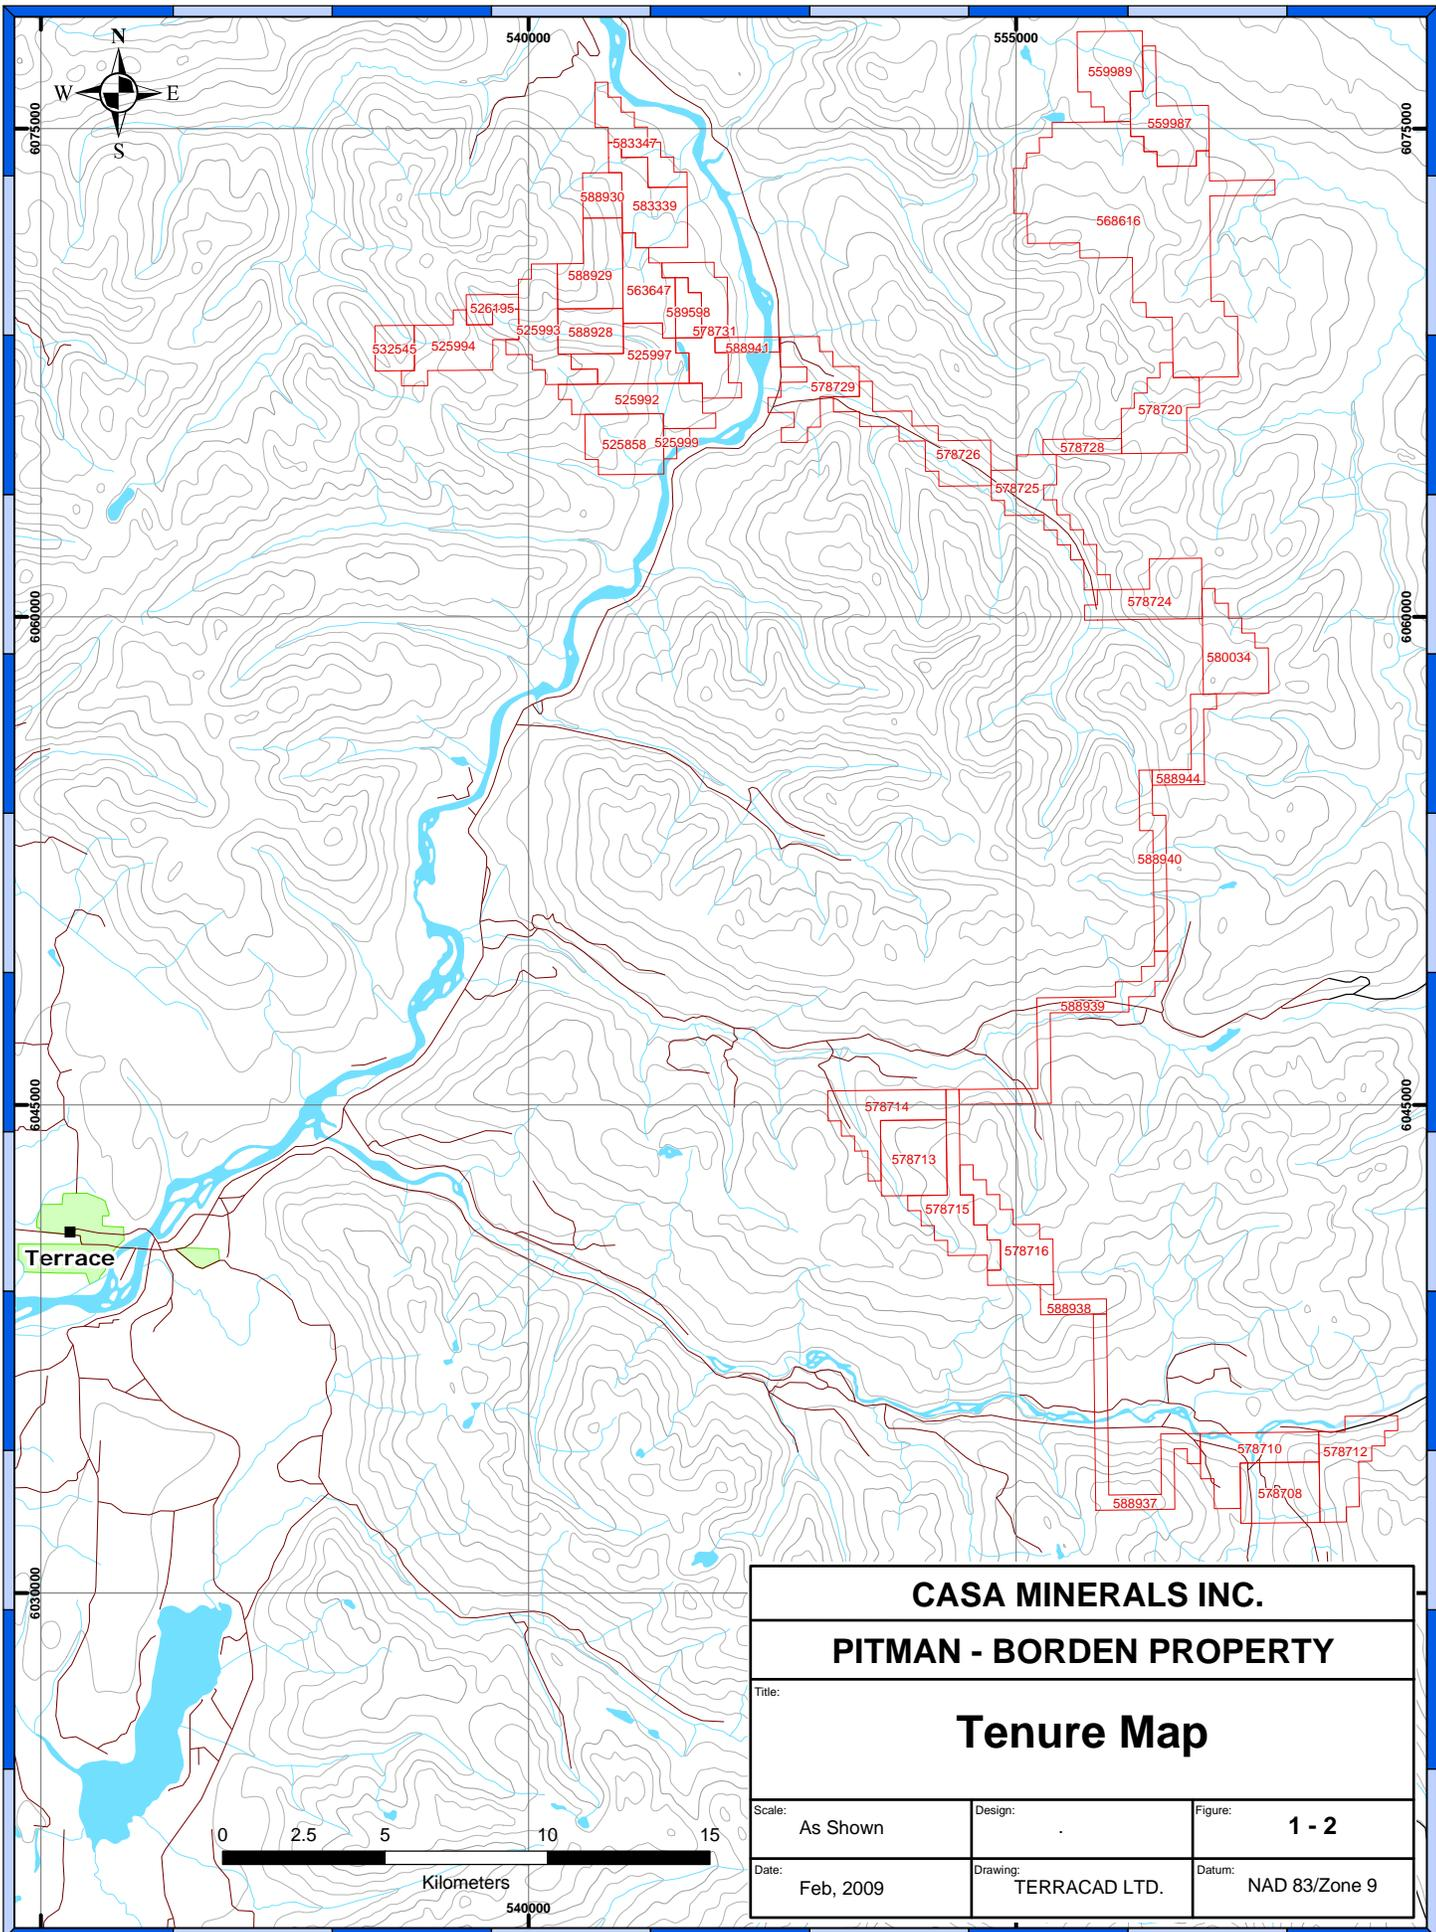 540000
555000
N
W E
S
6075000
6075000
559989
559987
583347
588930
583339
568616
588929
563647
526195
589598
525993
588928
578731
532545
525994
588941
525997
578729
525992
578720
525858
525999
578726
578728
578725
578724
6060000
6060000
580034
588944
588940
588939
6045000
6045000
578714
578713
578715
578716
Terrace
588938
578710
578712
578708
588937
6030000
CASA MINERALS INC.
PITMAN - BORDEN PROPERTY
Title:
Tenure Map
Scale:
As Shown
Design:
.
Figure:
1 - 2
Date:
Feb, 2009
Drawing:
TERRACAD LTD.
Datum:
NAD 83/Zone 9
0 2.5 5 10 15
Kilometers
540000